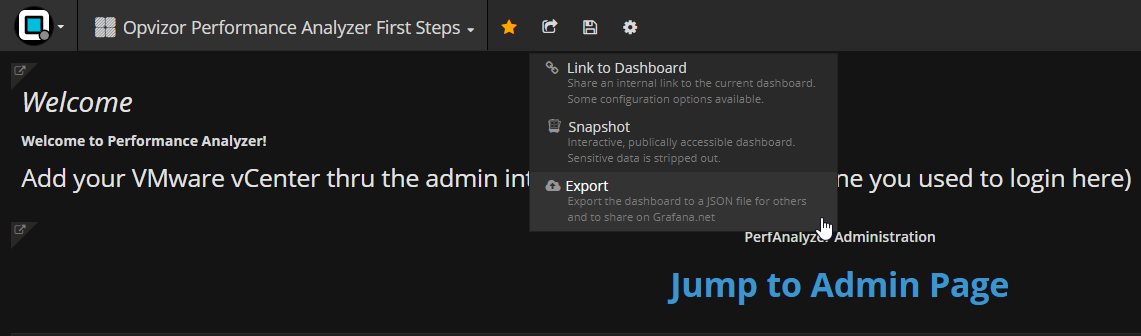 Opvizor Performance Analyzer First Steps
Link to Dashboard
Share an internal link to the current dashboard.
Some configuration options available.
Welcome
Snapshot
Interactive, publically accessible dashboard.
Sensitive data is stripped out.
Welcome to Performance Analyzer!
Add your VMware vCenter thru the admin int ne you used to login here)
Export
Export the dashboard to a JSON file for others
and to share on Grafana.net
PerfAnalyzer Administration
Jump to Admin Page